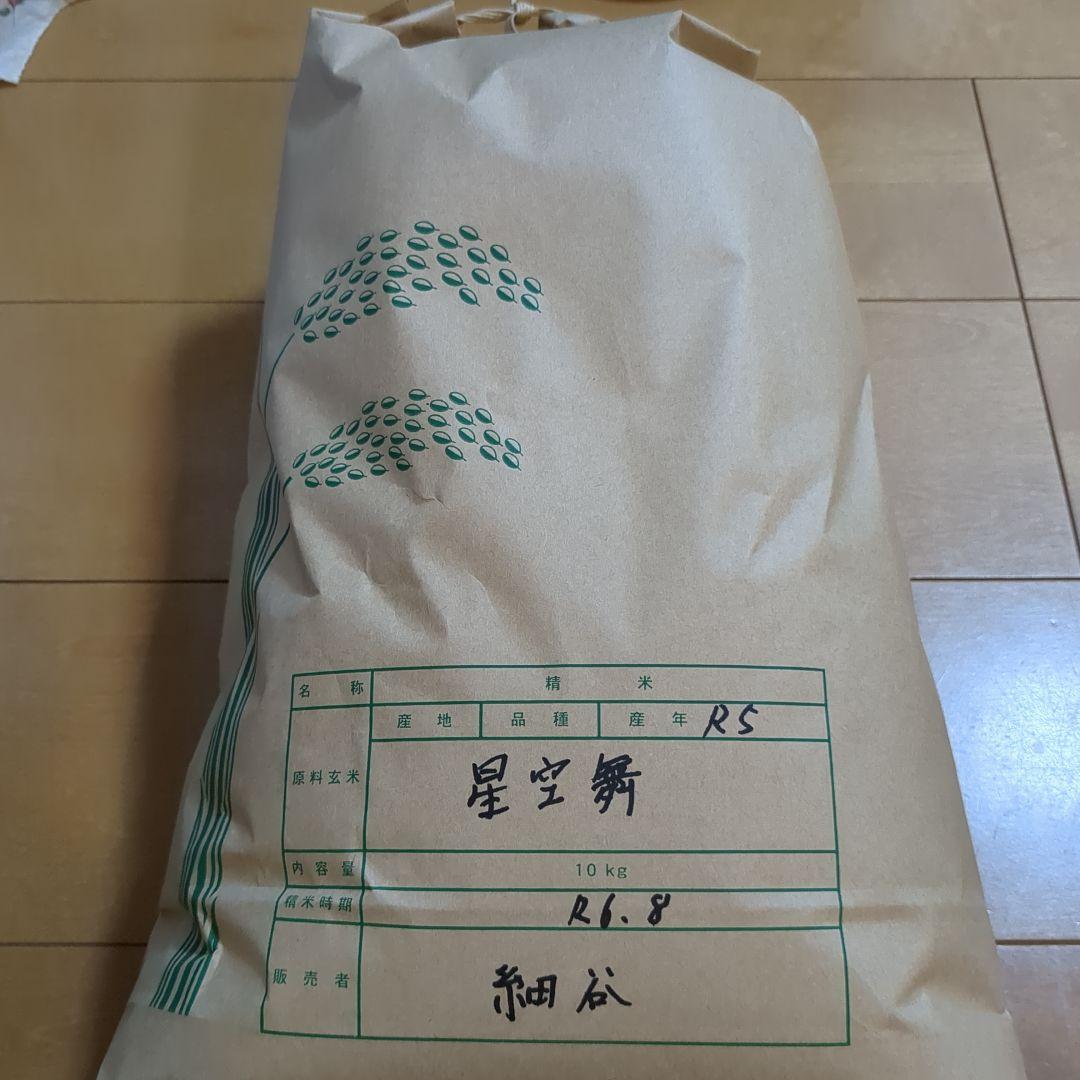 名称 精米
産地 品種 産年 R5
原料玄米 星空舞
内容量 10kg
精米時期 R6.8
販売者 細谷